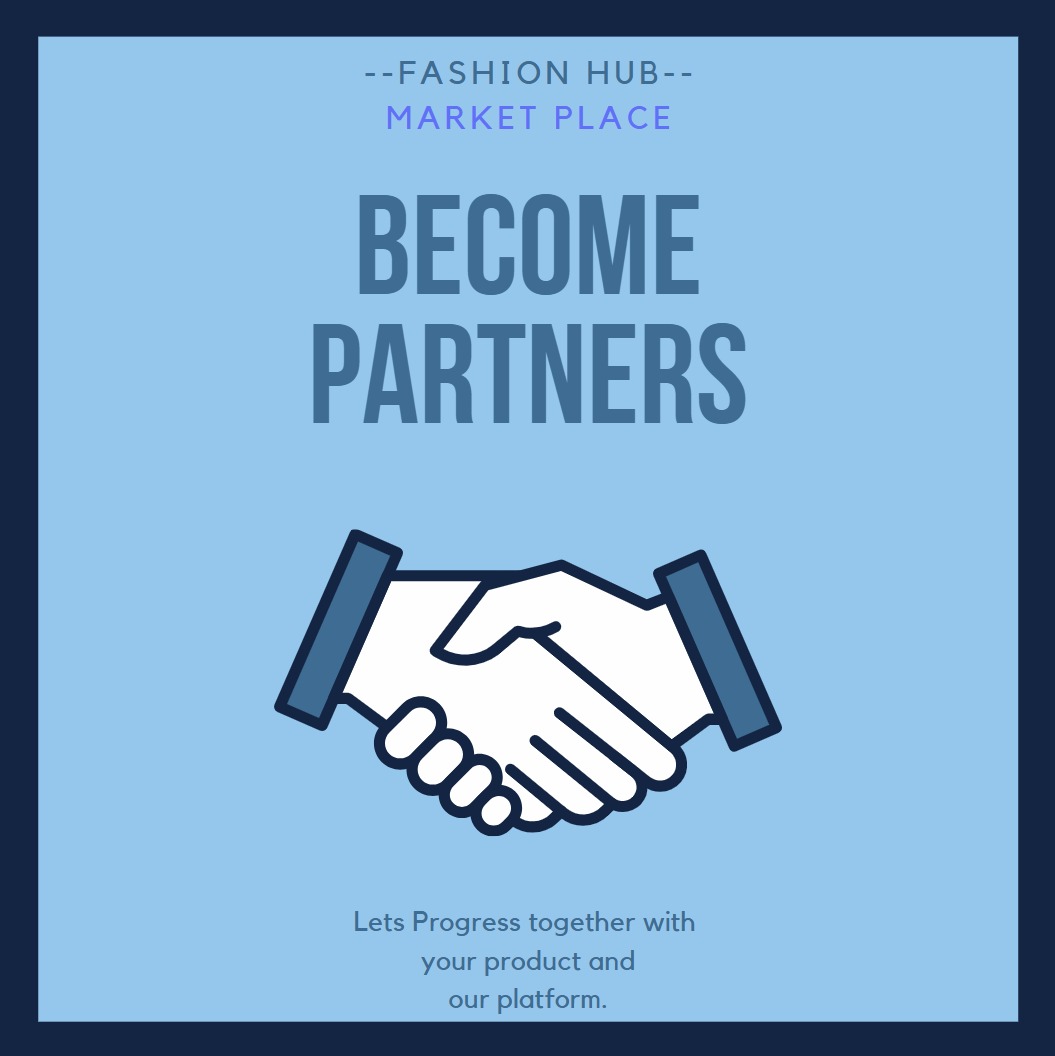 --FASHION HUB--
MARKET PLACE
BECOME
PARTNERS
Lets Progress together with
your product and
our platform.